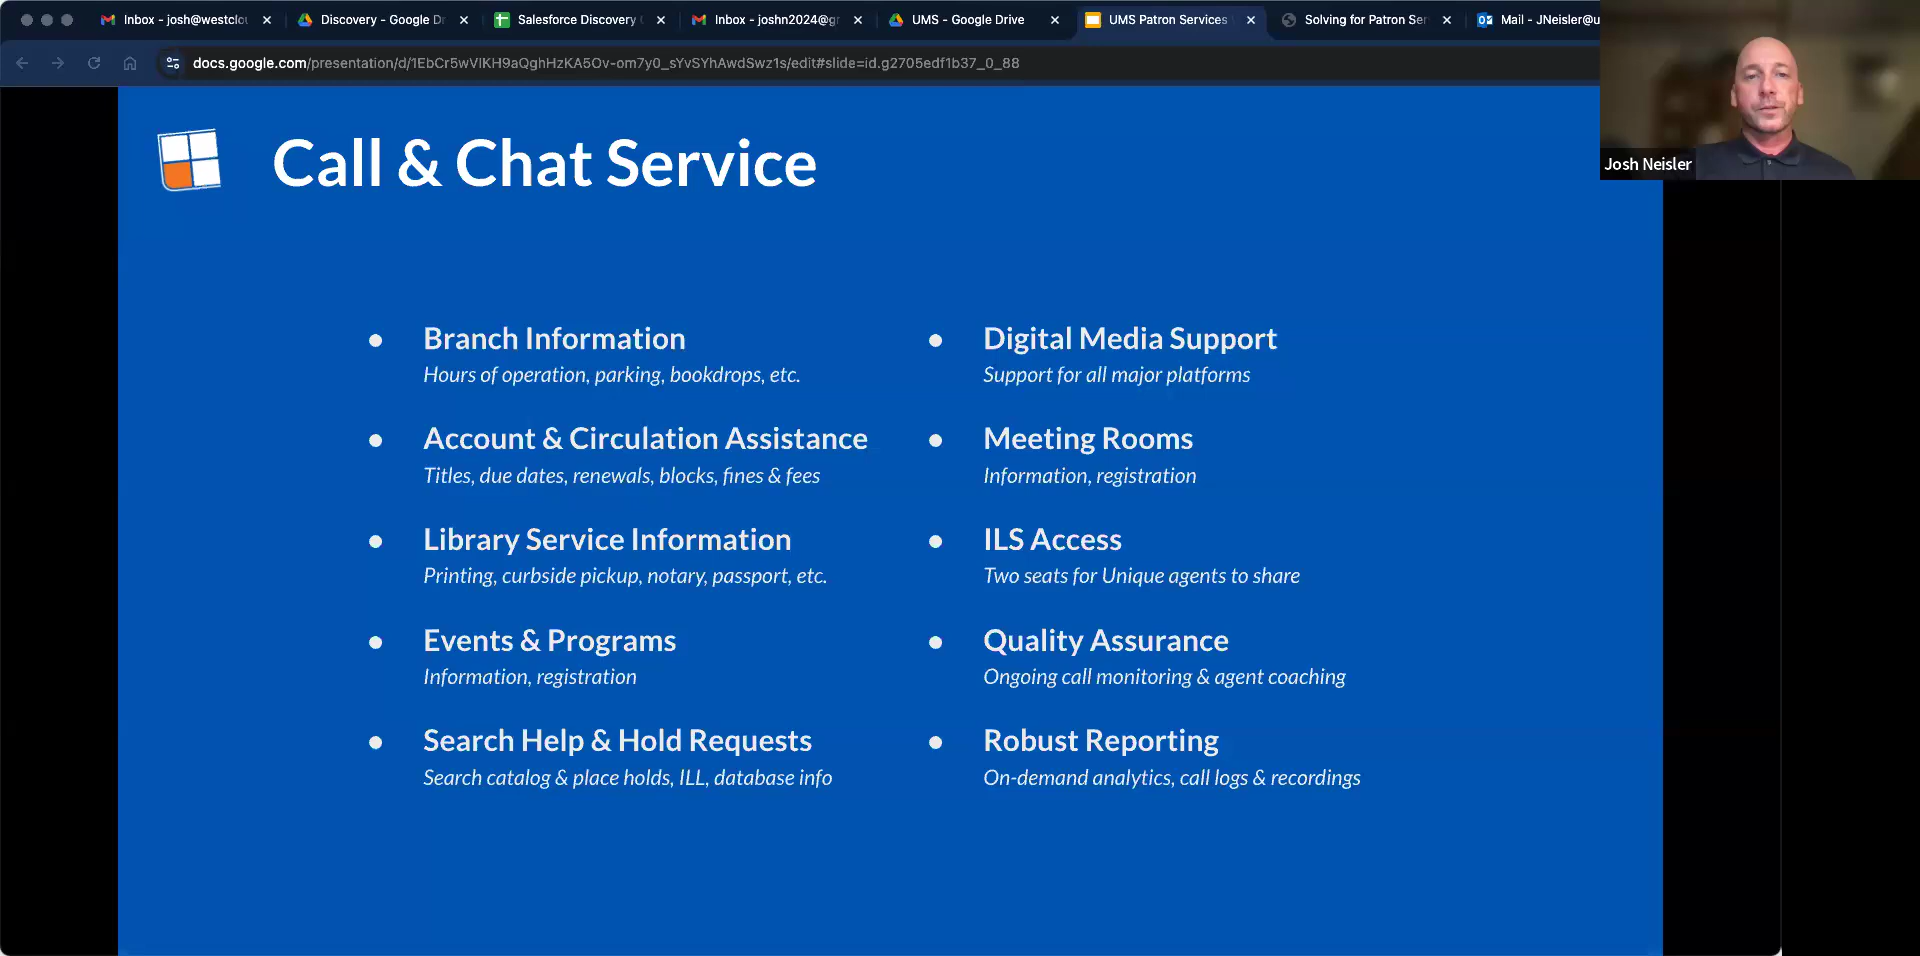 Inbox - josh@westclou
Discovery - Google Dr
Salesforce Discovery
Inbox - joshn2024@g
UMS - Google Drive
UMS Patron Services
Solving for Patron Ser
Mail - JNeisler@u
docs.google.com/presentation/d/1EbCr5wVIKH9aQghHzKA5Ov-om7y0_sYvSYhAwdSwz1s/edit#slide=id.g2705edf1b37_0_88
Josh Neisler
Call & Chat Service
Branch Information
Hours of operation, parking, bookdrops, etc.
Account & Circulation Assistance
Titles, due dates, renewals, blocks, fines & fees
Library Service Information
Printing, curbside pickup, notary, passport, etc.
Events & Programs
Information, registration
Search Help & Hold Requests
Search catalog & place holds, ILL, database info
Digital Media Support
Support for all major platforms
Meeting Rooms
Information, registration
ILS Access
Two seats for Unique agents to share
Quality Assurance
Ongoing call monitoring & agent coaching
Robust Reporting
On-demand analytics, call logs & recordings